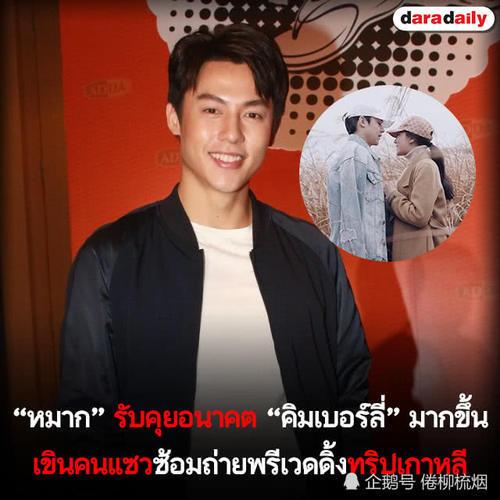 daradaily
ADDA
ADDA
"หมาก" รับคุยอนาคต "คิมเบอร์ลี่" มากขึ้น
เขินคนแซวซ้อมถ่ายพรีเวดดิ้งทริปเกาหลี
企鹅号 倦柳梳烟